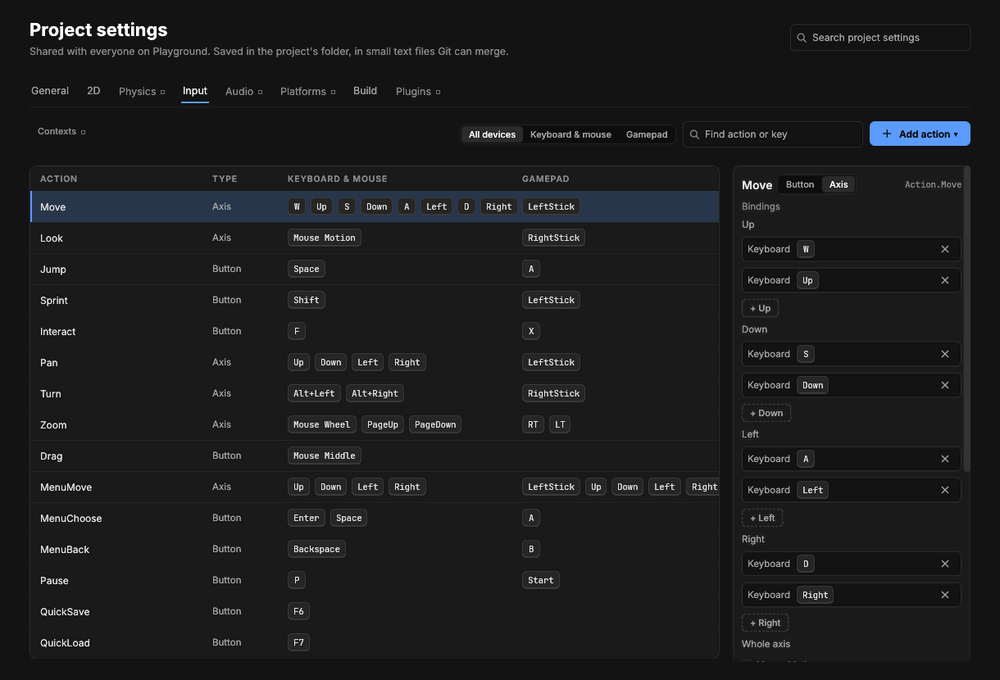 Project settings
Shared with everyone on Playground. Saved in the project's folder, in small text files Git can merge.
Search project settings
General 2D Physics Input Audio Platforms Build Plugins
Contexts
All devices Keyboard & mouse Gamepad
Find action or key
+ Add action
ACTION TYPE KEYBOARD & MOUSE GAMEPAD
Move Axis W Up S Down A Left D Right LeftStick
Look Axis Mouse Motion RightStick
Jump Button Space A
Sprint Button Shift LeftStick
Interact Button F X
Pan Axis Up Down Left Right LeftStick
Turn Axis Alt+Left Alt+Right RightStick
Zoom Axis Mouse Wheel PageUp PageDown RT LT
Drag Button Mouse Middle
MenuMove Axis Up Down Left Right LeftStick Up Down Left Right
MenuChoose Button Enter Space A
MenuBack Button Backspace B
Pause Button P Start
QuickSave Button F6
QuickLoad Button F7
Move Button Axis Action.Move
Bindings
Up
Keyboard W
Keyboard Up
+ Up
Down
Keyboard S
Keyboard Down
+ Down
Left
Keyboard A
Keyboard Left
+ Left
Right
Keyboard D
Keyboard Right
+ Right
Whole axis